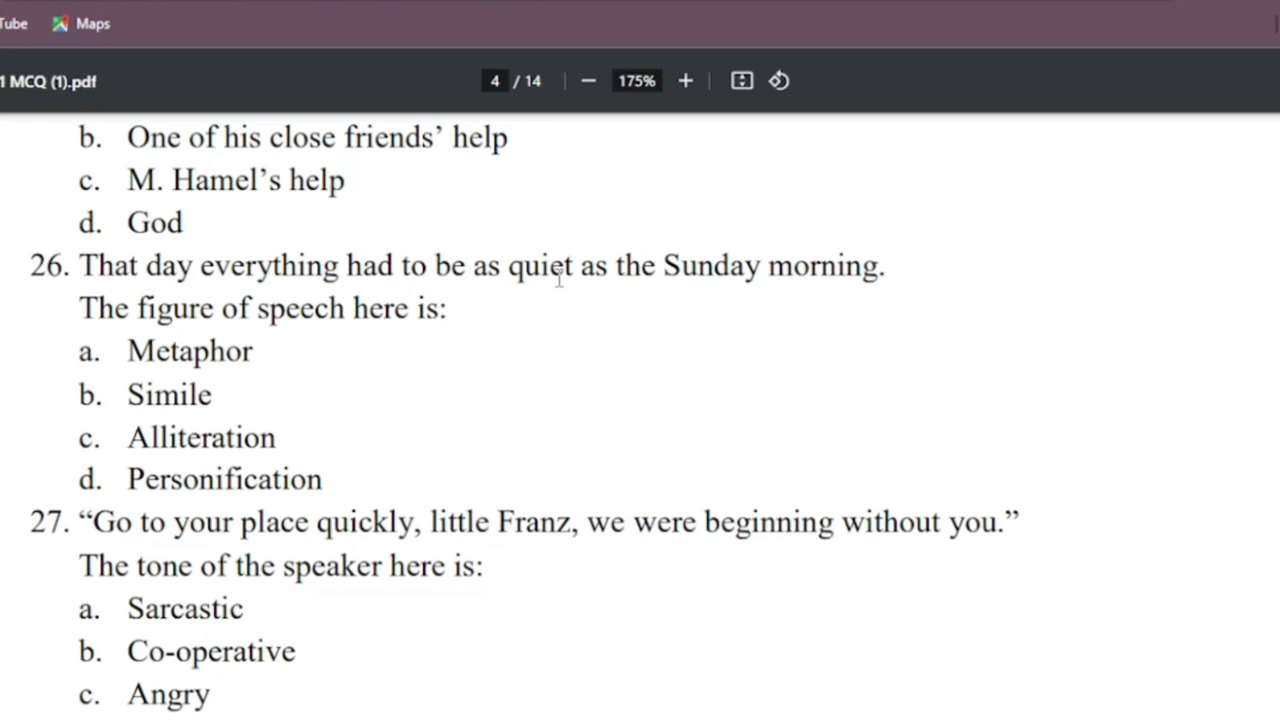 Tube Maps
1 MCQ (1).pdf 4 / 14 175%
b. One of his close friends’ help
c. M. Hamel’s help
d. God
26. That day everything had to be as quiet as the Sunday morning.
The figure of speech here is:
a. Metaphor
b. Simile
c. Alliteration
d. Personification
27. “Go to your place quickly, little Franz, we were beginning without you.”
The tone of the speaker here is:
a. Sarcastic
b. Co-operative
c. Angry